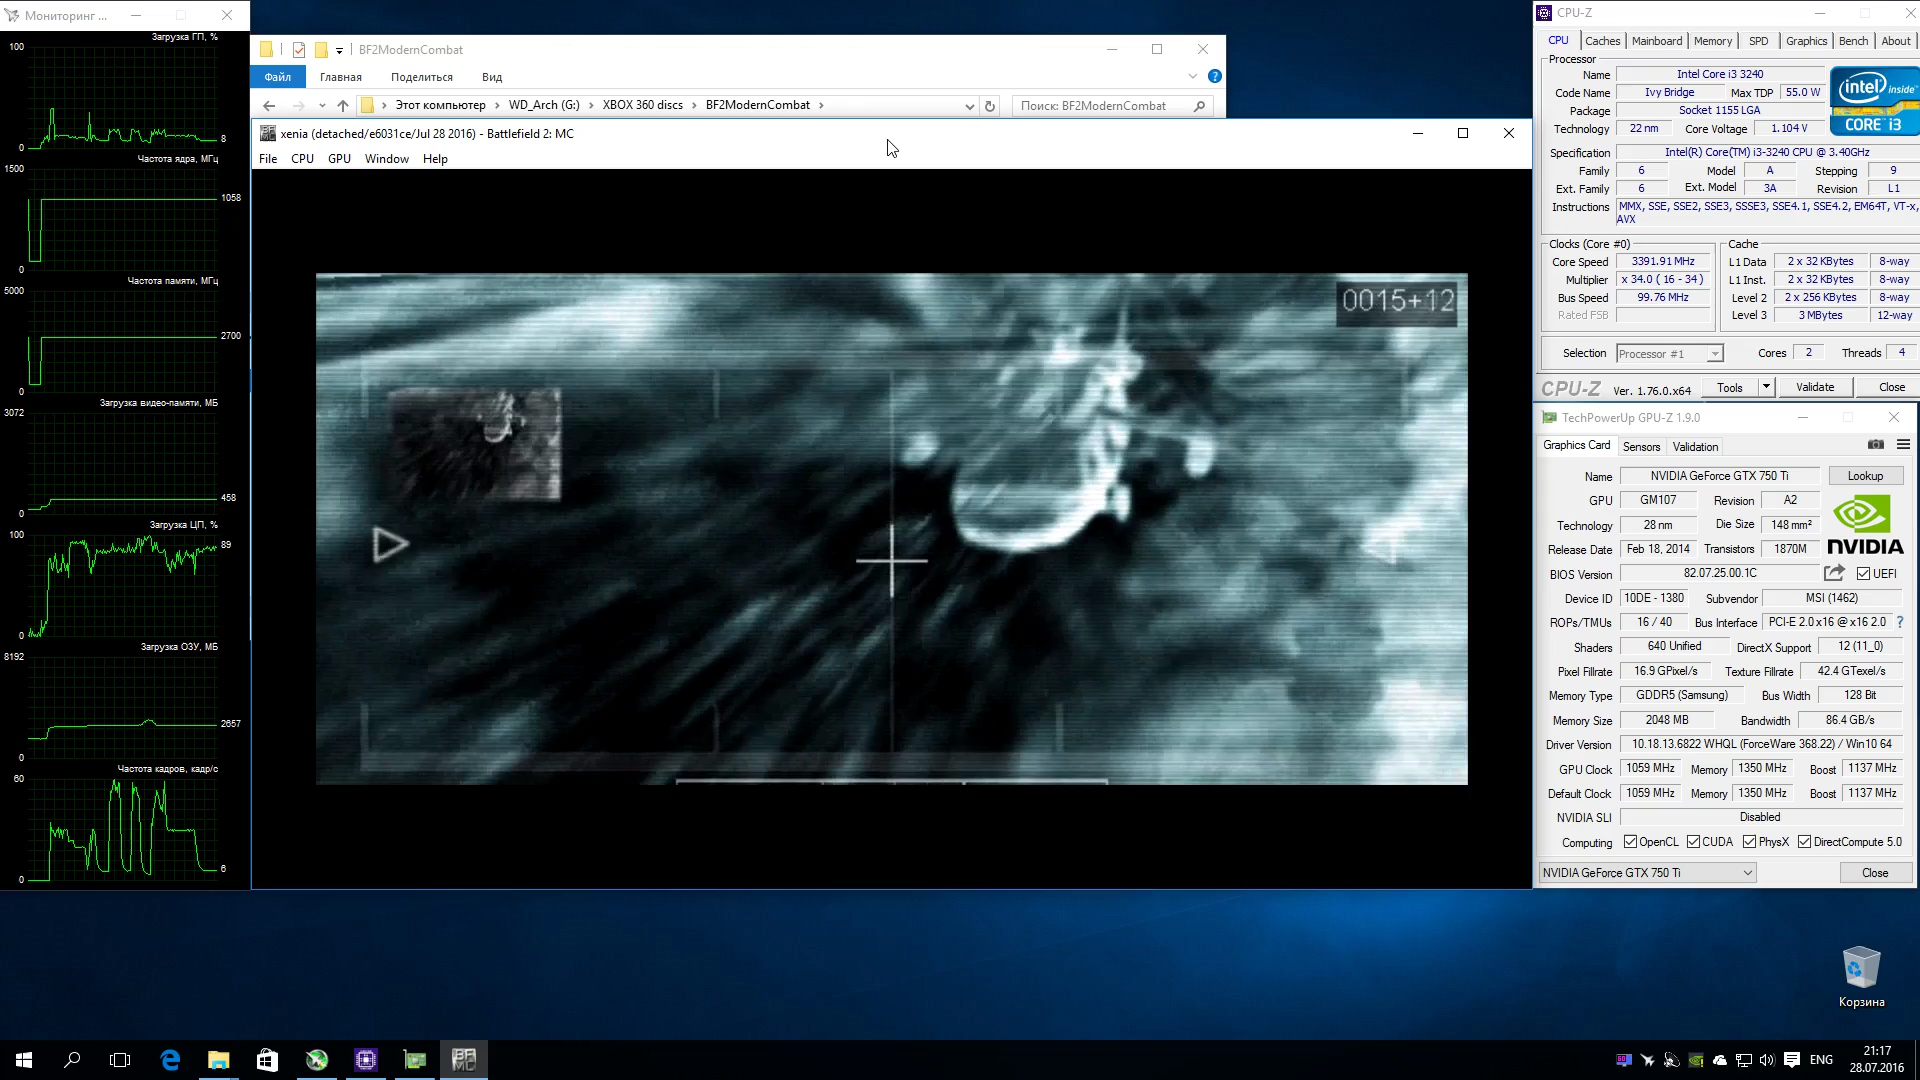 Мониторинг ...
Загрузка ГП, %
100
8
0
Частота ядра, МГц
1500
1058
0
Частота памяти, МГц
5000
2700
0
Загрузка видео-памяти, МБ
3072
458
0
Загрузка ЦП, %
100
89
0
Загрузка ОЗУ, МБ
8192
2657
0
Частота кадров, кадр/с
60
6
0
BF2ModernCombat
Файл Главная Поделиться Вид
Этот компьютер > WD_Arch (G:) > XBOX 360 discs > BF2ModernCombat >
Поиск: BF2ModernCombat
xenia (detached/e6031ce/Jul 28 2016) - Battlefield 2: MC
File CPU GPU Window Help
0015+12
CPU-Z
CPU Caches Mainboard Memory SPD Graphics Bench About
Processor
Name Intel Core i3 3240
Code Name Ivy Bridge Max TDP 55.0 W
Package Socket 1155 LGA
Technology 22 nm Core Voltage 1.104 V
intel inside™
CORE i3
Specification Intel(R) Core(TM) i3-3240 CPU @ 3.40GHz
Family 6 Model A Stepping 9
Ext. Family 6 Ext. Model 3A Revision L1
Instructions MMX, SSE, SSE2, SSE3, SSSE3, SSE4.1, SSE4.2, EM64T, VT-x,
AVX
Clocks (Core #0)
Core Speed 3391.91 MHz
Multiplier x 34.0 ( 16 - 34 )
Bus Speed 99.76 MHz
Rated FSB
Cache
L1 Data 2 x 32 KBytes 8-way
L1 Inst. 2 x 32 KBytes 8-way
Level 2 2 x 256 KBytes 8-way
Level 3 3 MBytes 12-way
Selection Processor #1 Cores 2 Threads 4
CPU-Z Ver. 1.76.0.x64 Tools Validate Close
TechPowerUp GPU-Z 1.9.0
Graphics Card Sensors Validation
Name NVIDIA GeForce GTX 750 Ti Lookup
GPU GM107 Revision A2
Technology 28 nm Die Size 148 mm²
Release Date Feb 18, 2014 Transistors 1870M
NVIDIA
BIOS Version 82.07.25.00.1C UEFI
Device ID 10DE - 1380 Subvendor MSI (1462)
ROPs/TMUs 16 / 40 Bus Interface PCI-E 2.0 x16 @ x16 2.0 ?
Shaders 640 Unified DirectX Support 12 (11_0)
Pixel Fillrate 16.9 GPixel/s Texture Fillrate 42.4 GTexel/s
Memory Type GDDR5 (Samsung) Bus Width 128 Bit
Memory Size 2048 MB Bandwidth 86.4 GB/s
Driver Version 10.18.13.6822 WHQL (ForceWare 368.22) / Win10 64
GPU Clock 1059 MHz Memory 1350 MHz Boost 1137 MHz
Default Clock 1059 MHz Memory 1350 MHz Boost 1137 MHz
NVIDIA SLI Disabled
Computing OpenCL CUDA PhysX DirectCompute 5.0
NVIDIA GeForce GTX 750 Ti Close
Корзина
BF
MC
60
ENG
21:17
28.07.2016